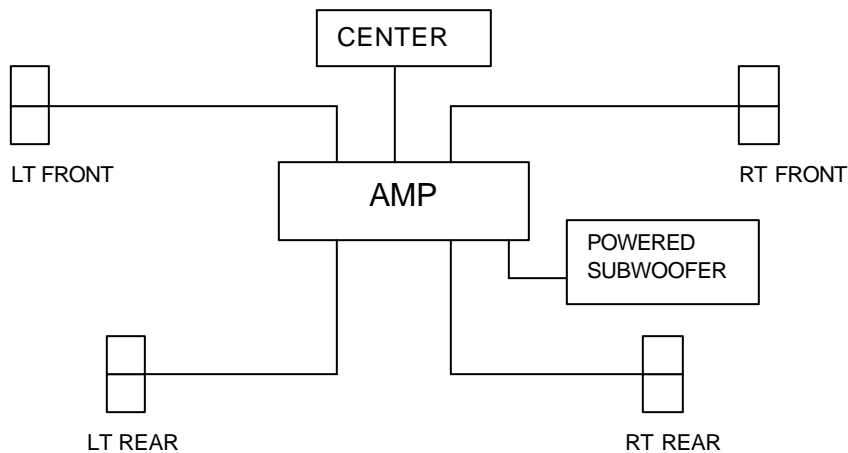 CENTER
LT FRONT
RT FRONT
AMP
POWERED
SUBWOOFER
LT REAR
RT REAR